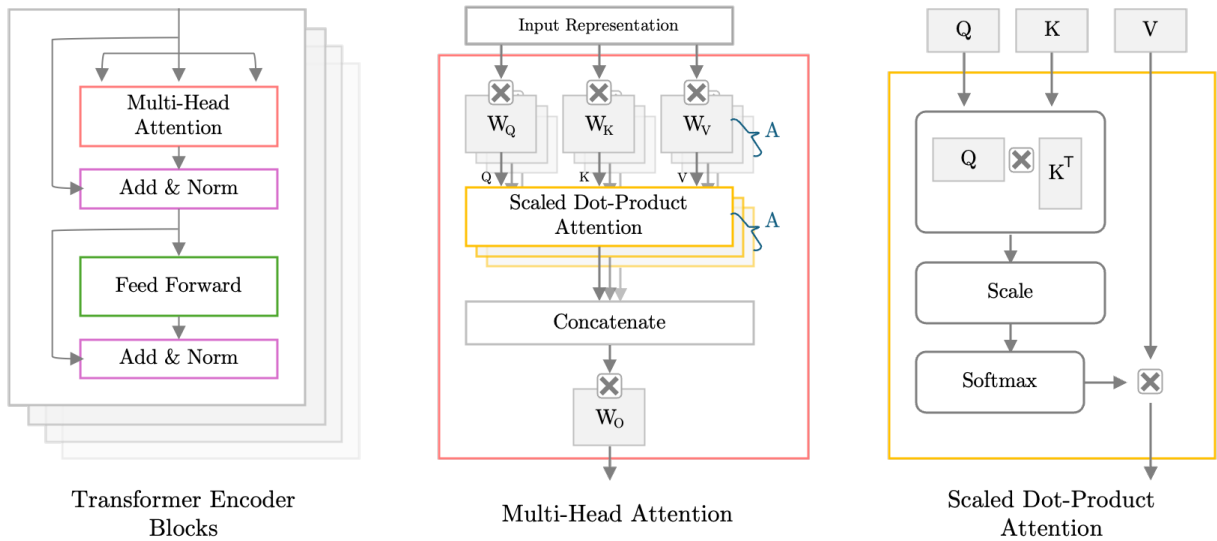 Multi-Head
Attention
Add & Norm
Feed Forward
Add & Norm
Transformer Encoder
Blocks
Input Representation
W_Q
W_K
W_V
A
Q
K
V
Scaled Dot-Product
Attention
A
Concatenate
W_O
Multi-Head Attention
Q
K
V
Q
K^T
Scale
Softmax
Scaled Dot-Product
Attention